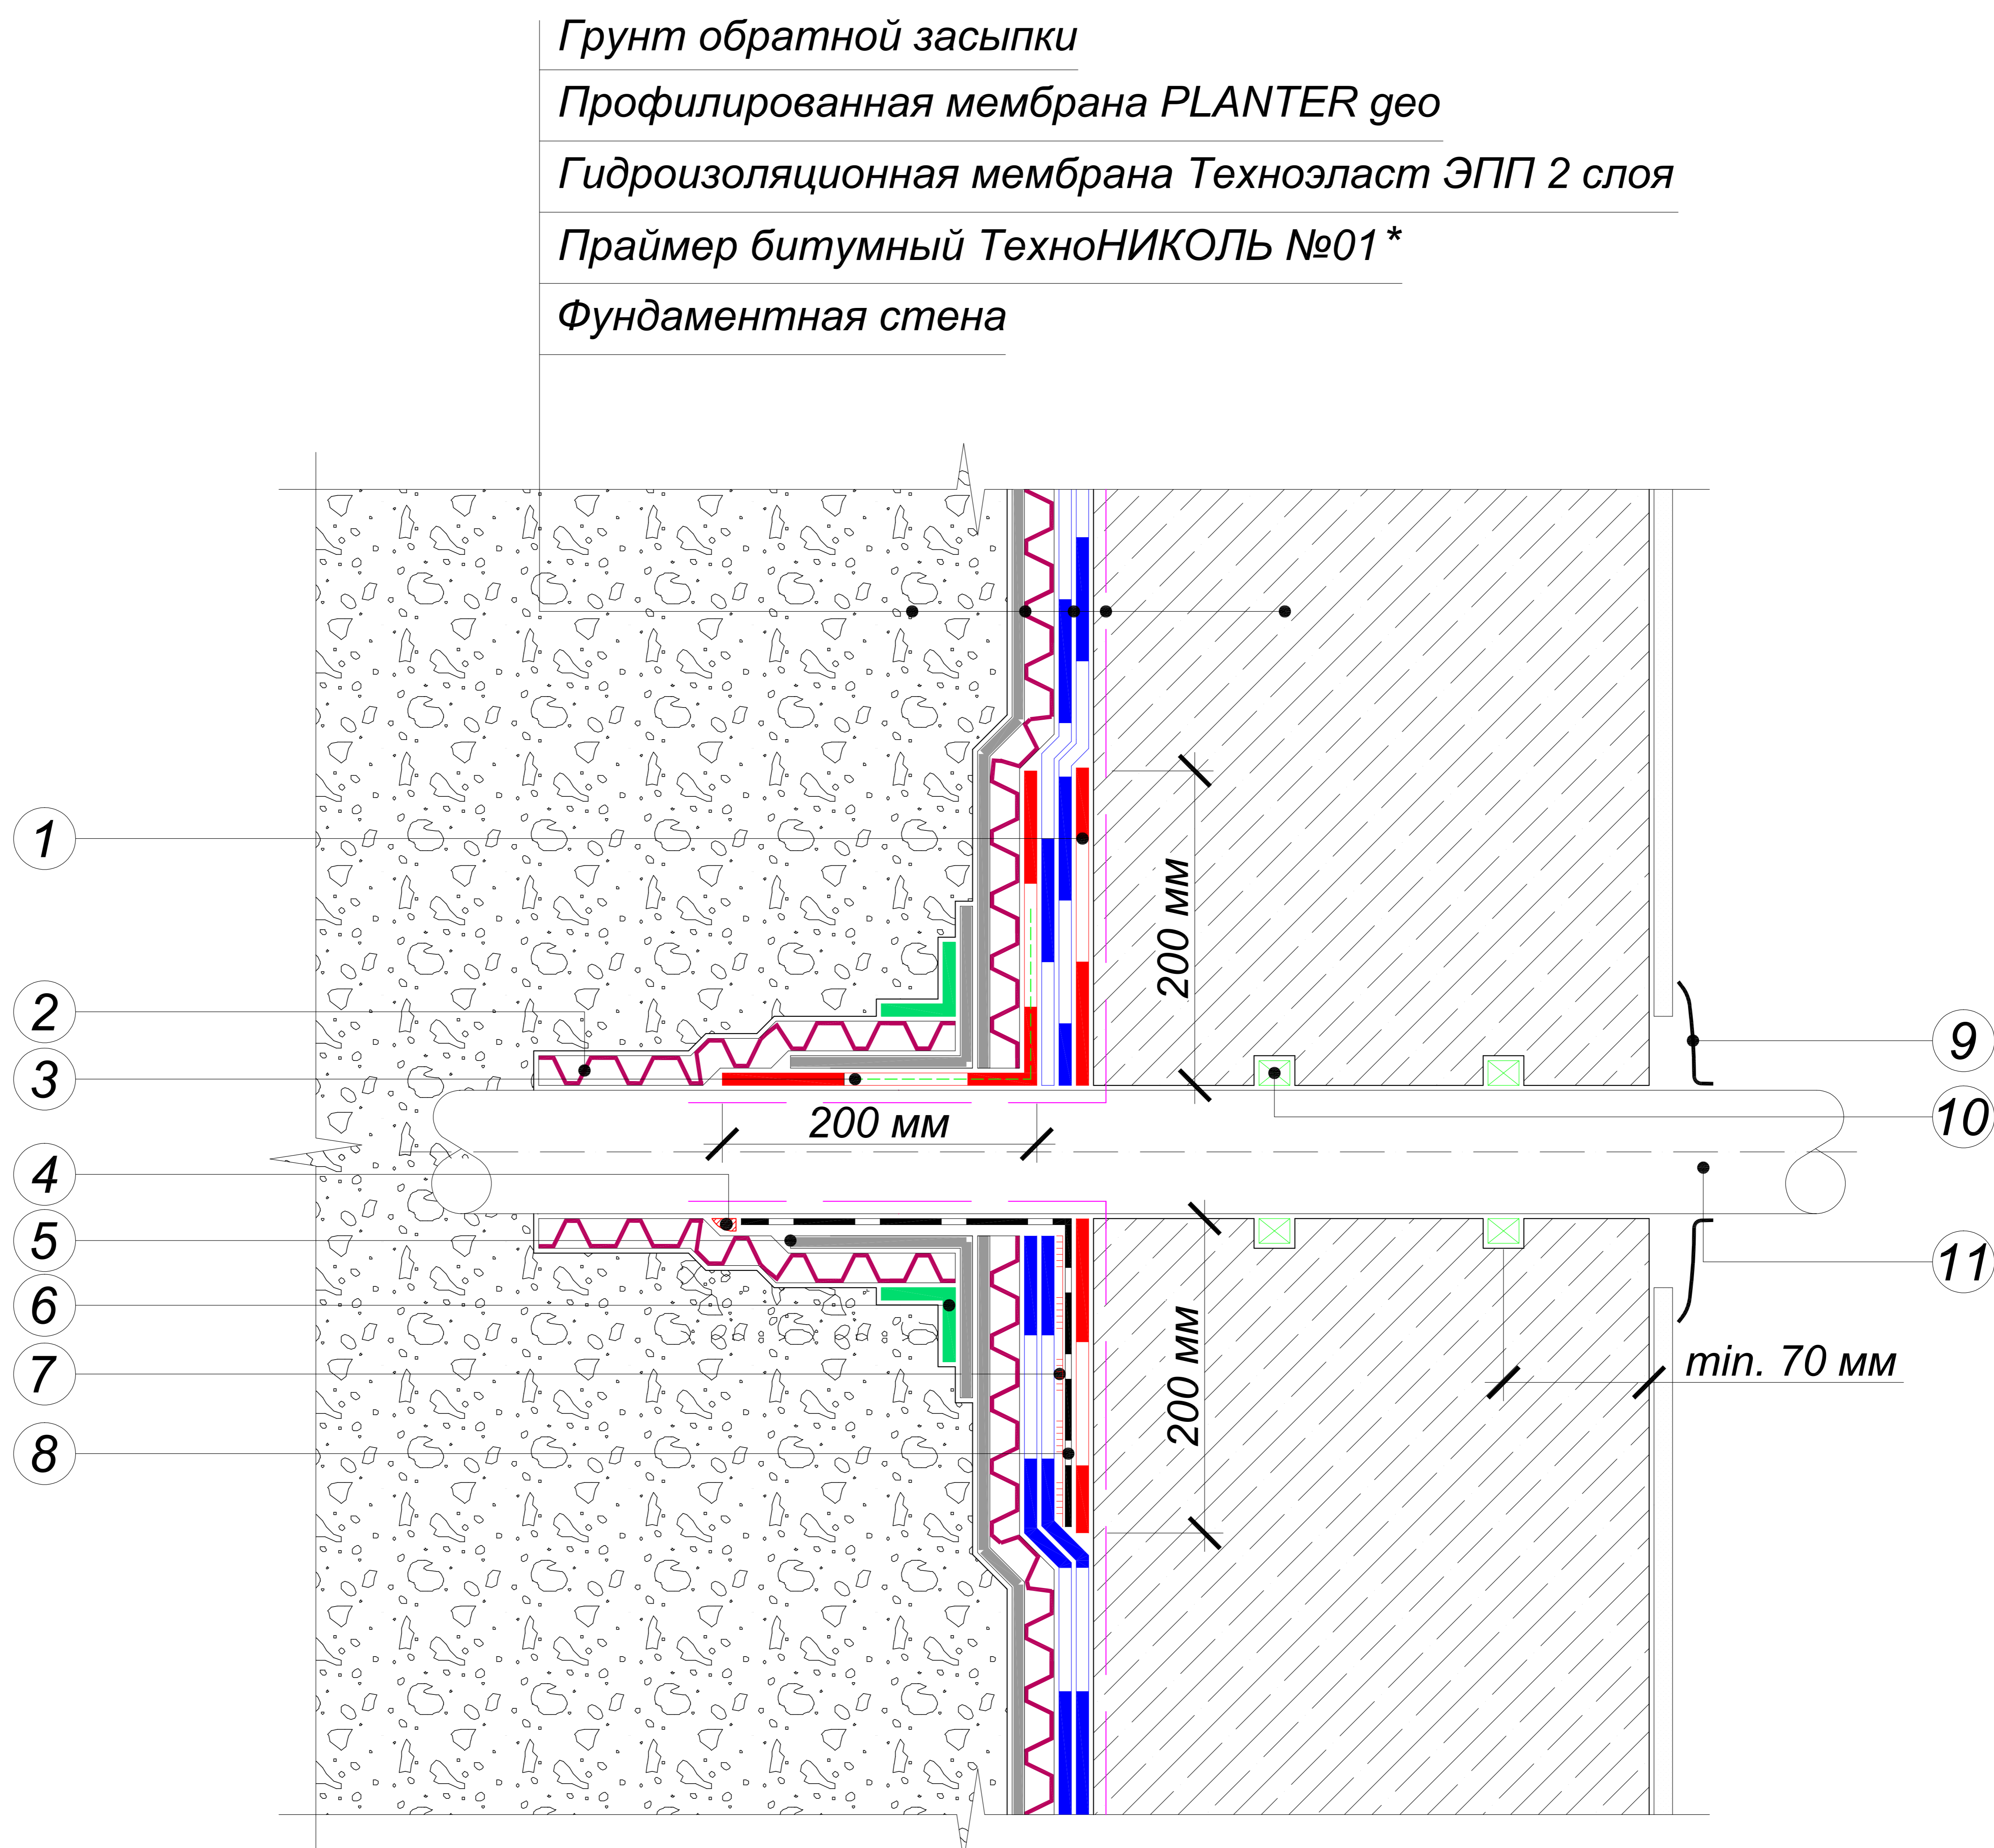 Грунт обратной засыпки
Профилированная мембрана PLANTER geo
Гидроизоляционная мембрана Техноэласт ЭПП 2 слоя
Праймер битумный ТехноНИКОЛЬ №01*
Фундаментная стена
1
200 мм
2
3
9
10
200 мм
4
5
6
11
7
200 мм
min. 70 мм
8